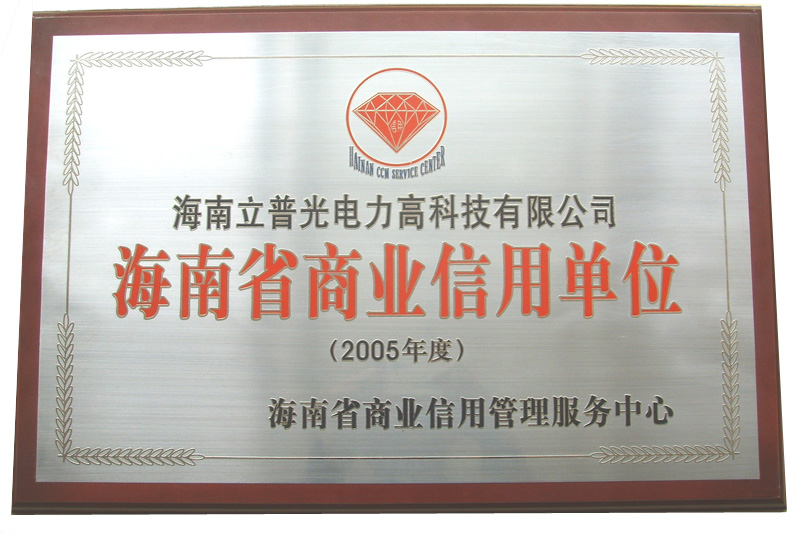 HAINAN CCM SERVICE CENTER
海南立普光电力高科技有限公司
海南省商业信用单位
(2005年度)
海南省商业信用管理服务中心